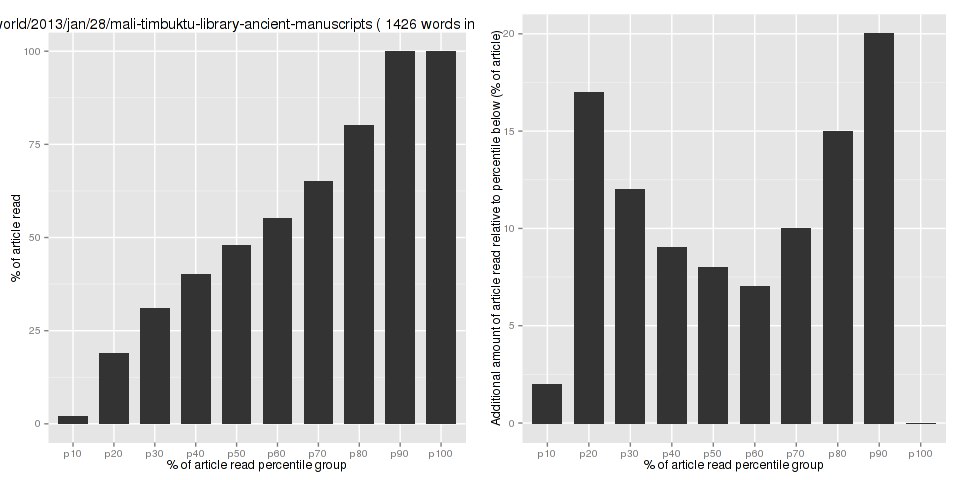 world/2013/jan/28/mali-timbuktu-library-ancient-manuscripts ( 1426 words in
% of article read
100
75
50
25
0
p10 p20 p30 p40 p50 p60 p70 p80 p90 p100
% of article read percentile group
Additional amount of article read relative to percentile below (% of article)
20
15
10
5
0
p10 p20 p30 p40 p50 p60 p70 p80 p90 p100
% of article read percentile group